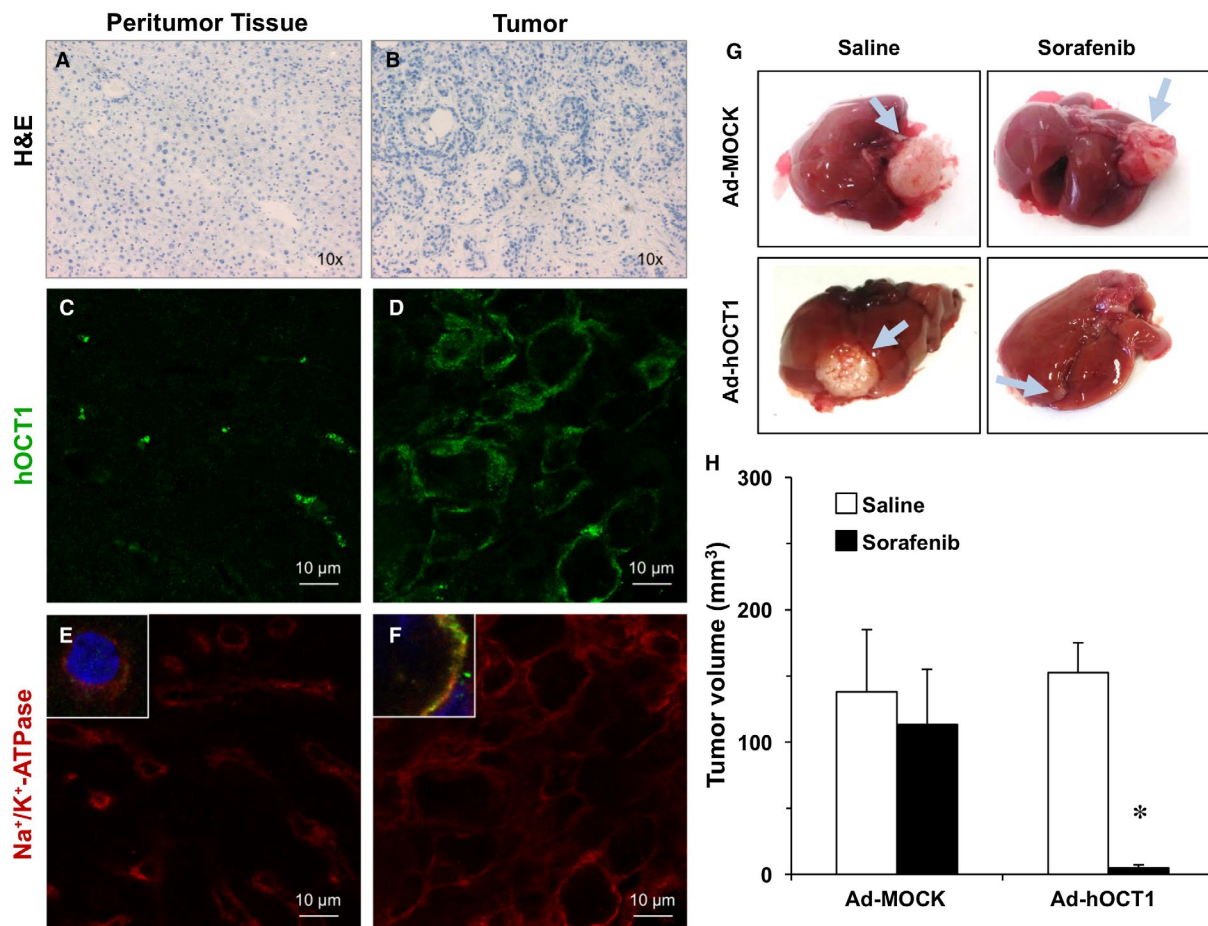 Peritumor Tissue
Tumor
H&E
A
10x
B
10x
hOCT1
C
10 µm
D
10 µm
Na⁺/K⁺-ATPase
E
10 µm
F
10 µm
G
Saline
Sorafenib
Ad-MOCK
Ad-hOCT1
H
Tumor volume (mm³)
300
200
100
0
Saline
Sorafenib
*
Ad-MOCK
Ad-hOCT1